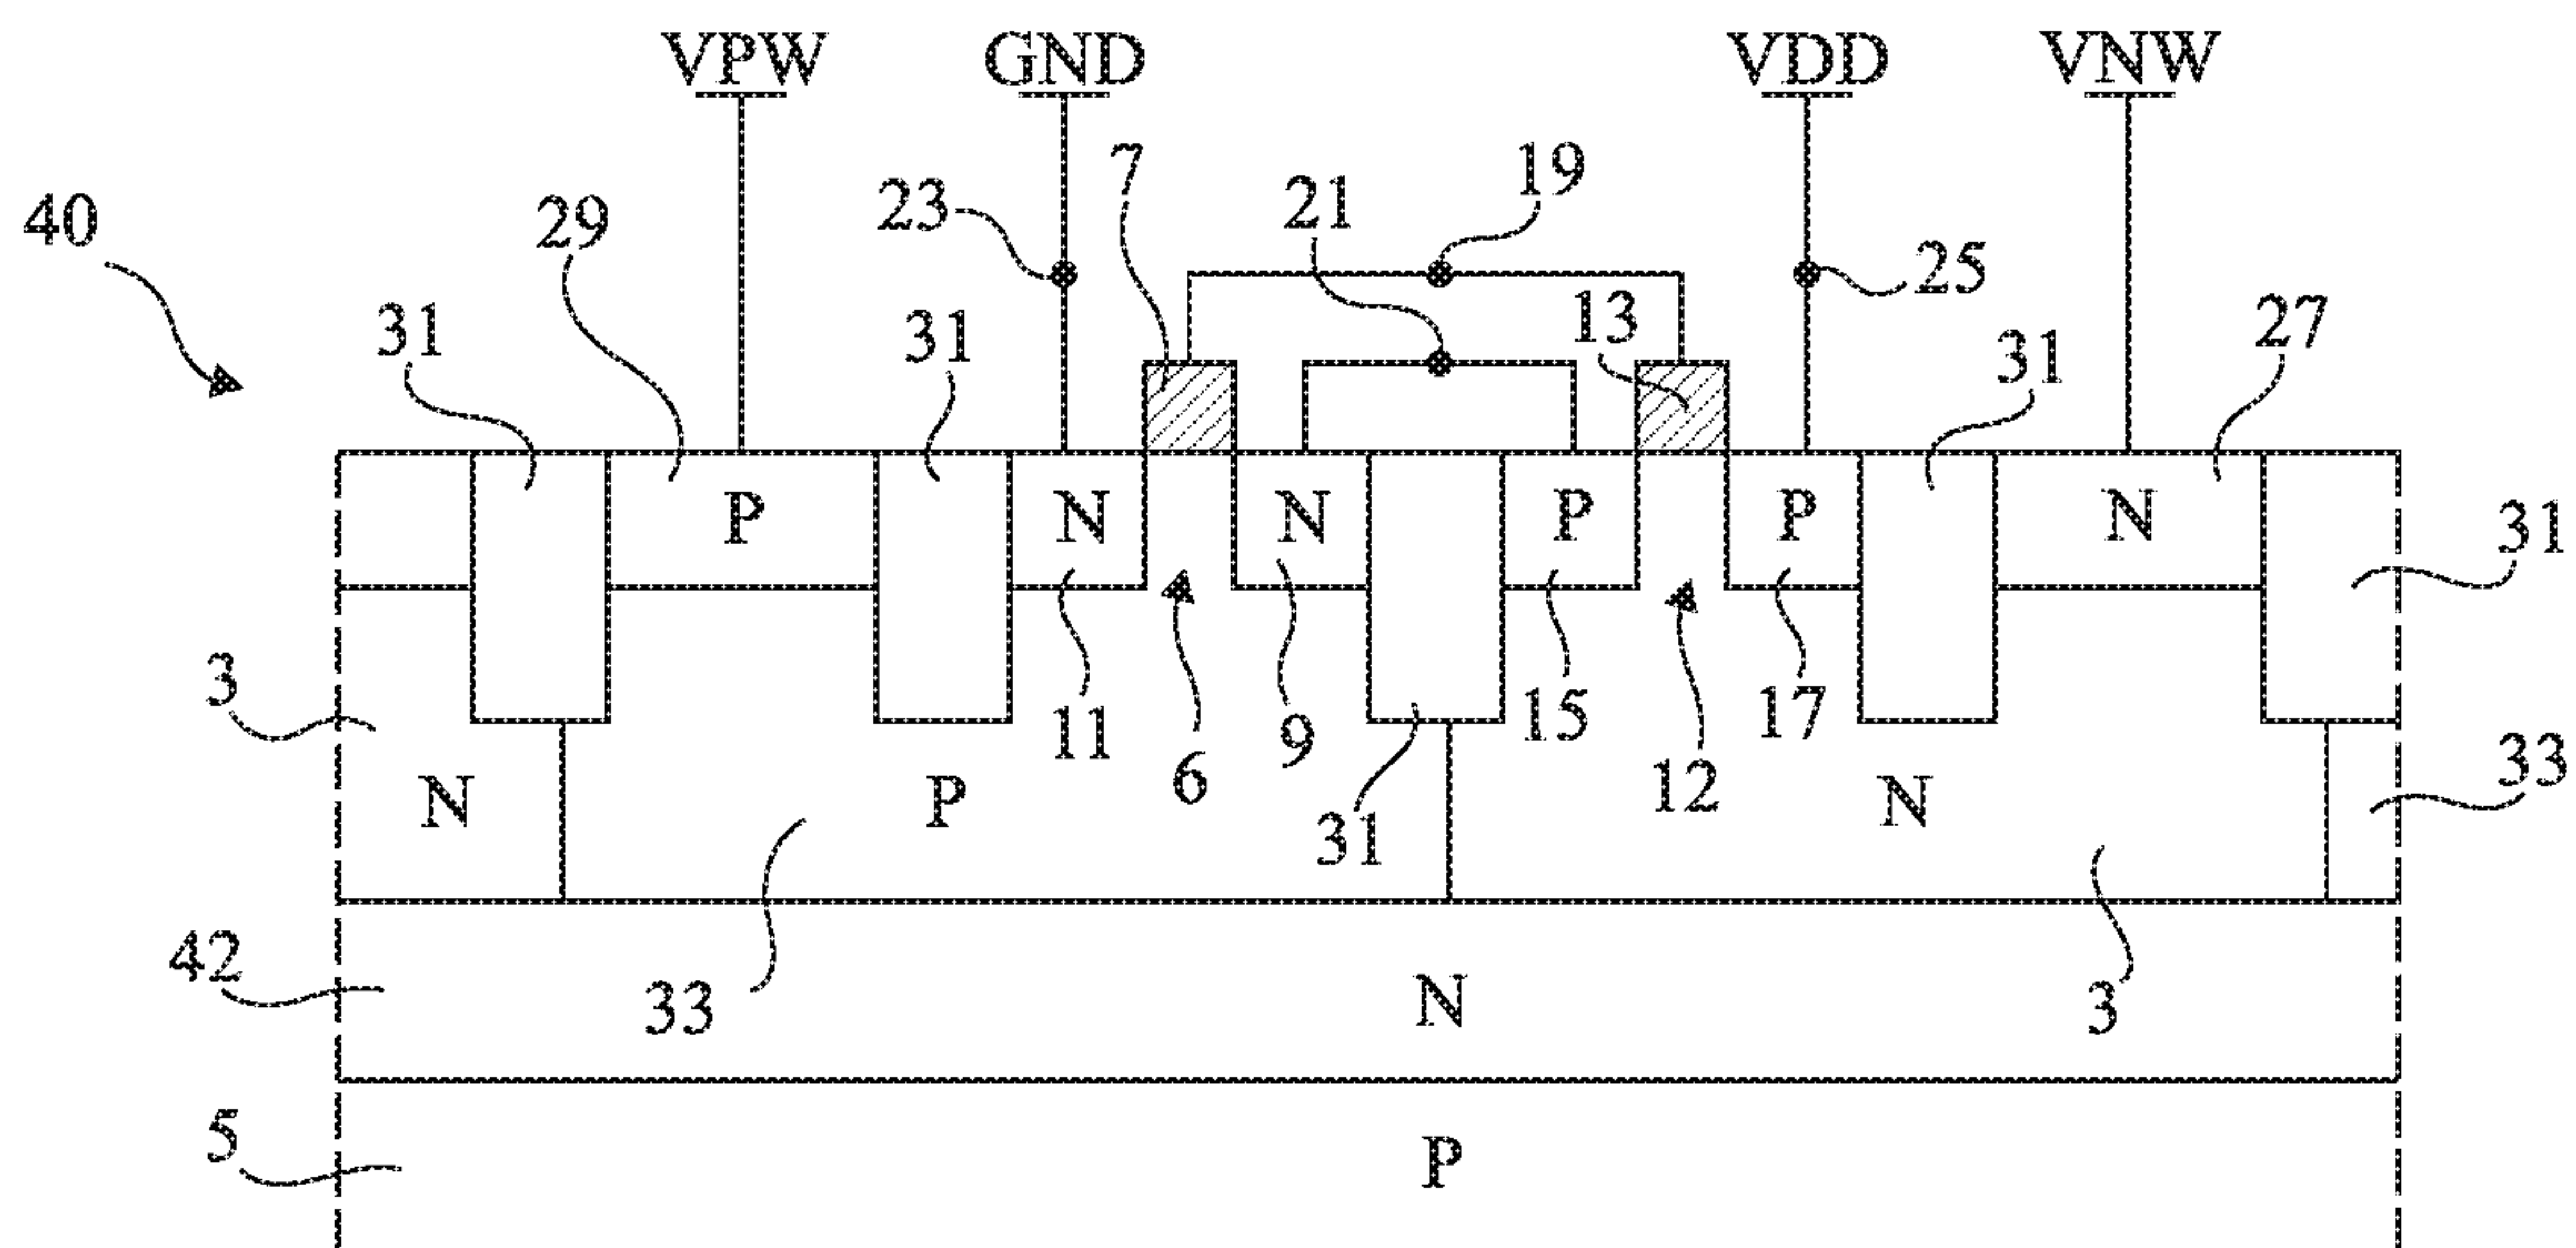 VPW GND VDD VNW
7 19
40 29 23 21 25
31 31 13 31 27
P N N P P N 31
3 11 6 9 15 12 17 33
N P 31 N
42 33 N 3
5 P